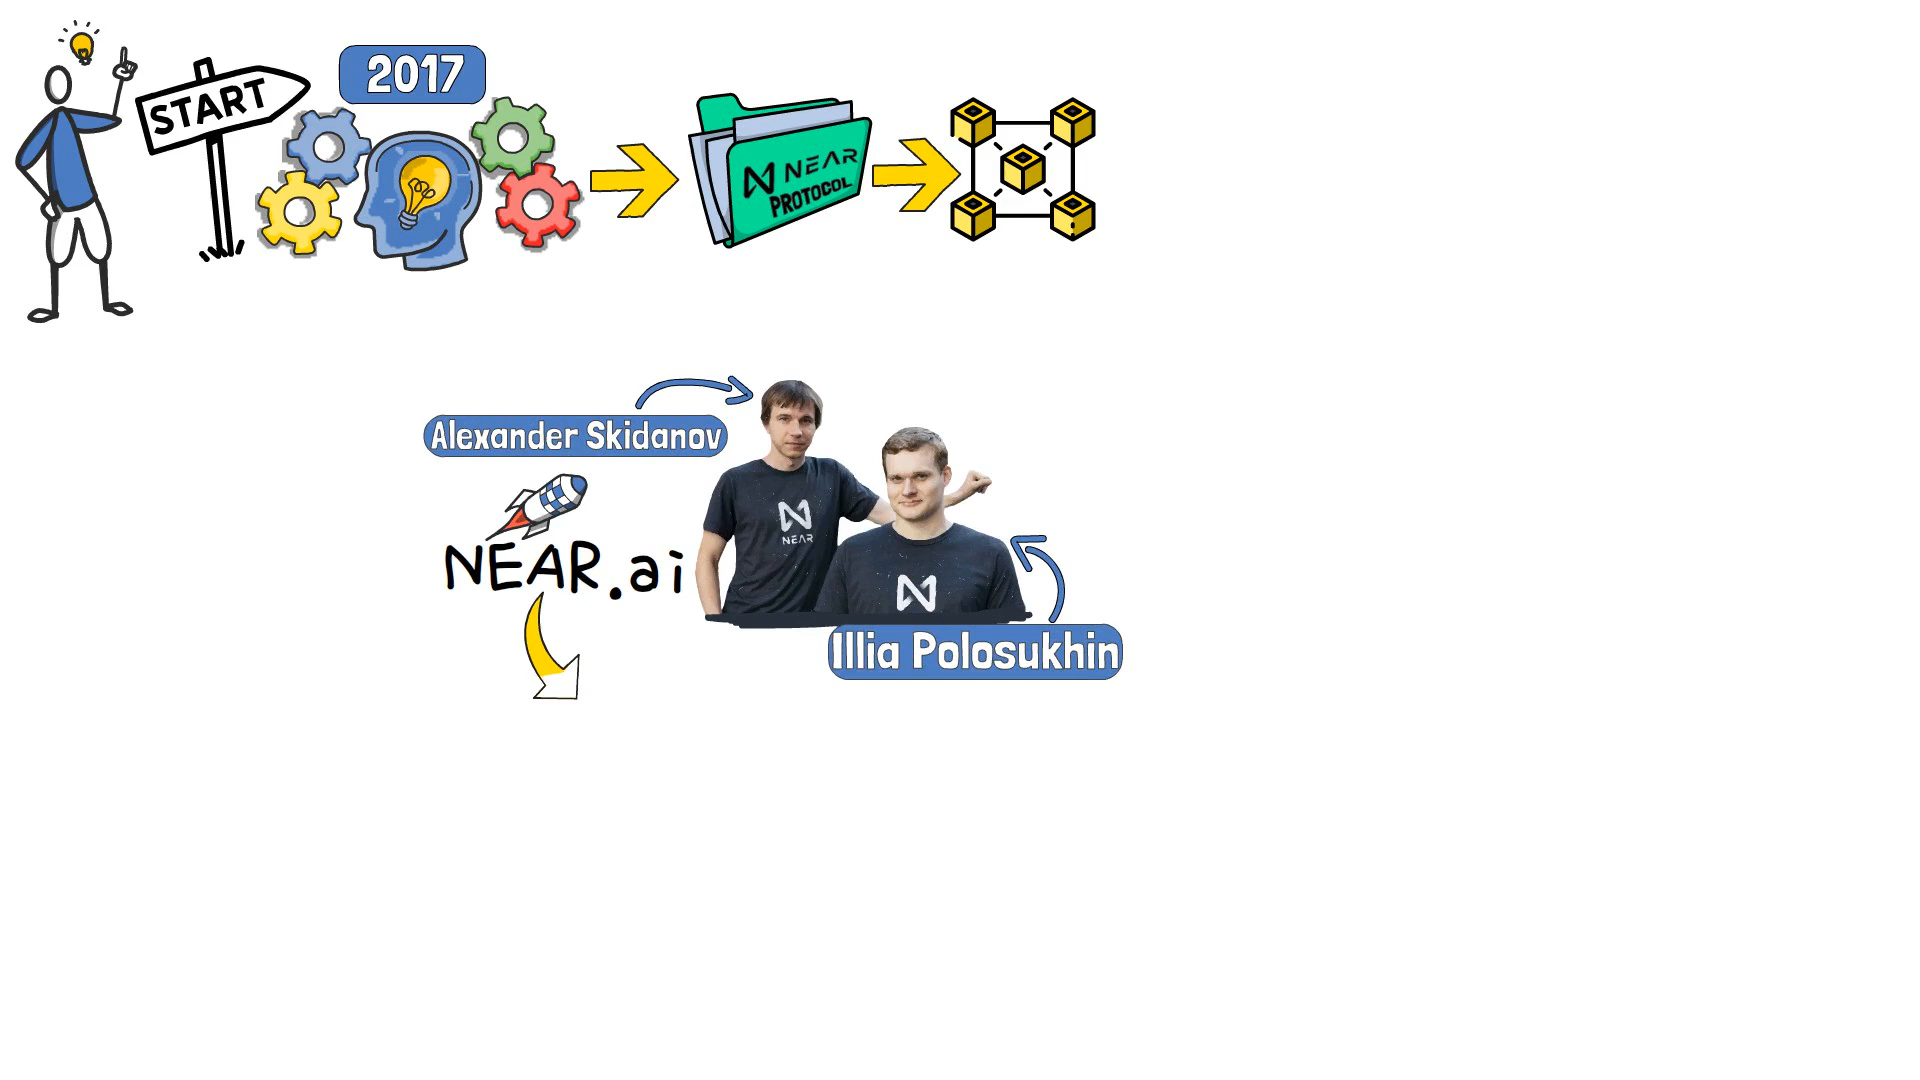 START
2017
NEAR
PROTOCOL
Alexander Skidanov
NEAR.ai
NEAR
Illia Polosukhin